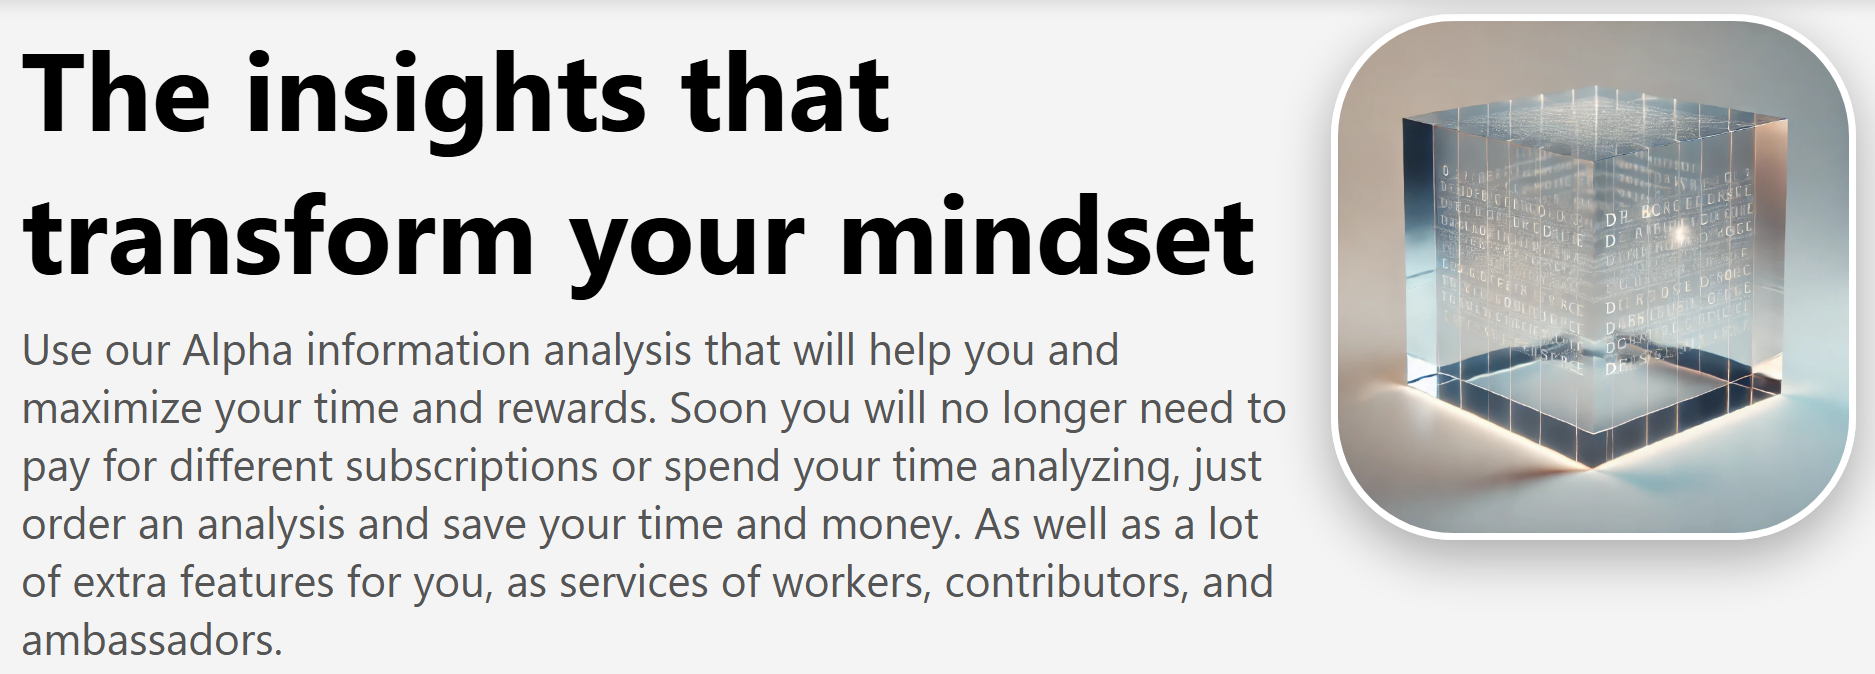 The insights that
transform your mindset
Use our Alpha information analysis that will help you and
maximize your time and rewards. Soon you will no longer need to
pay for different subscriptions or spend your time analyzing, just
order an analysis and save your time and money. As well as a lot
of extra features for you, as services of workers, contributors, and
ambassadors.